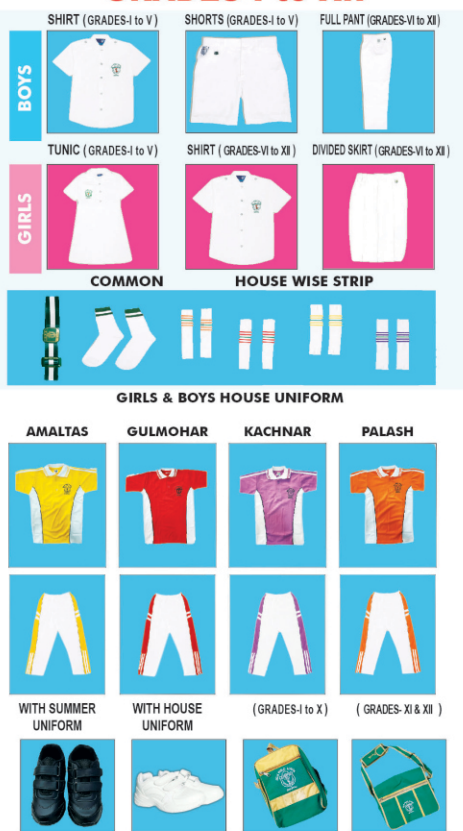 SHIRT (GRADES-I to V) SHORTS (GRADES-I to V) FULL PANT (GRADES-VI to XII)
BOYS
TUNIC (GRADES-I to V) SHIRT ( GRADES-VI to XII) DIVIDED SKIRT (GRADES-VI to XII)
GIRLS
COMMON HOUSE WISE STRIP
GIRLS & BOYS HOUSE UNIFORM
AMALTAS GULMOHAR KACHNAR PALASH
WITH SUMMER UNIFORM
WITH HOUSE UNIFORM
( GRADES-I to X )
( GRADES- XI & XII )